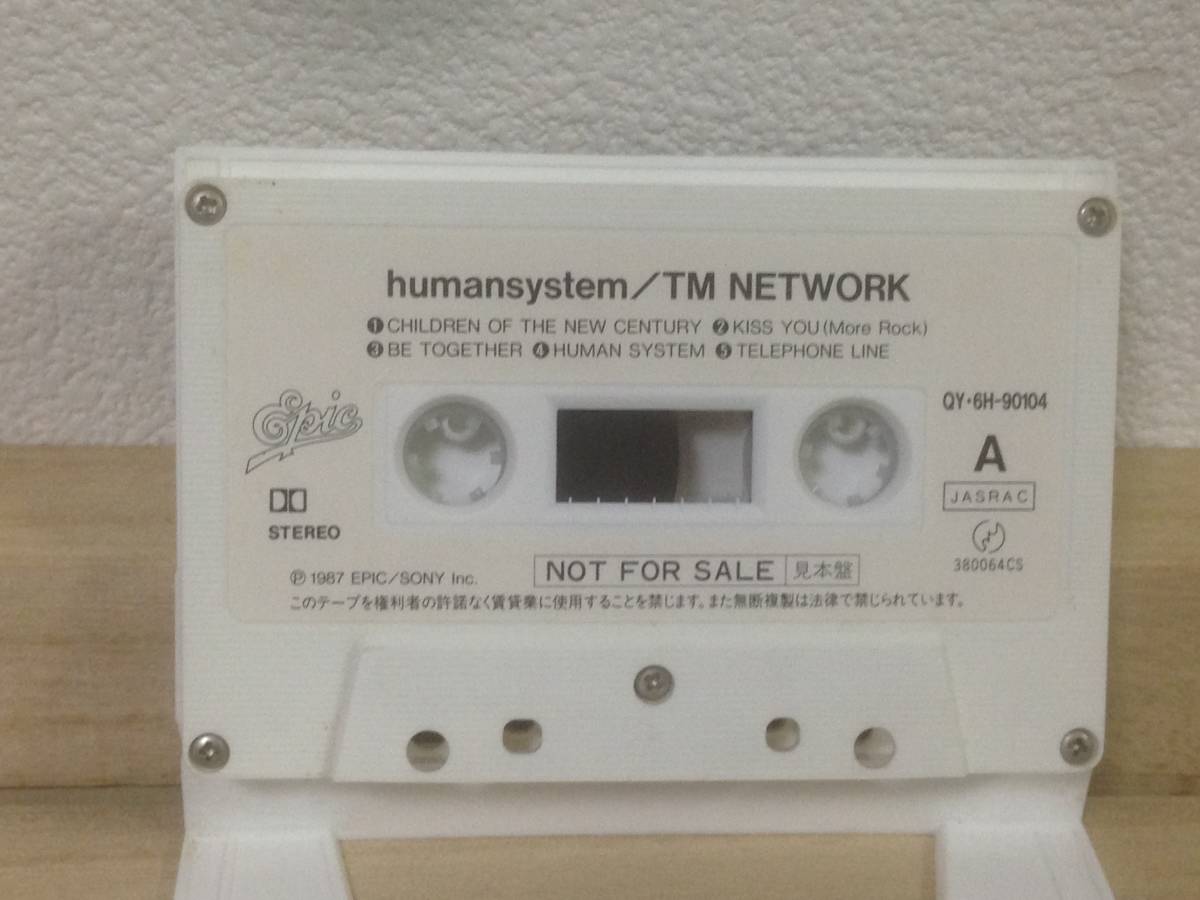 humansystem/TM NETWORK
❶CHILDREN OF THE NEW CENTURY ❷KISS YOU(More Rock)
❸BE TOGETHER ❹HUMAN SYSTEM ❺TELEPHONE LINE
Epic
QY・6H-90104
A
JASRAC
STEREO
380064CS
Ⓟ1987 EPIC/SONY Inc.
NOT FOR SALE 見本盤
このテープを権利者の許諾なく賃貸業に使用することを禁じます。また無断複製は法律で禁じられています。